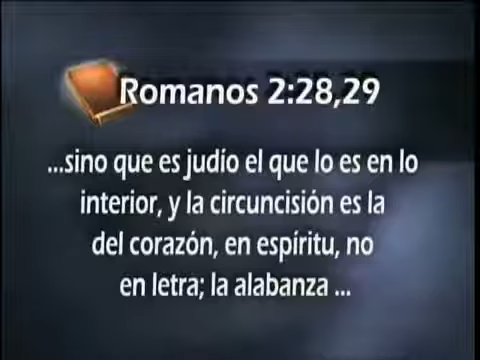 Romanos 2:28,29
...sino que es judío el que lo es en lo
interior, y la circuncisión es la
del corazón, en espíritu, no
en letra; la alabanza ...